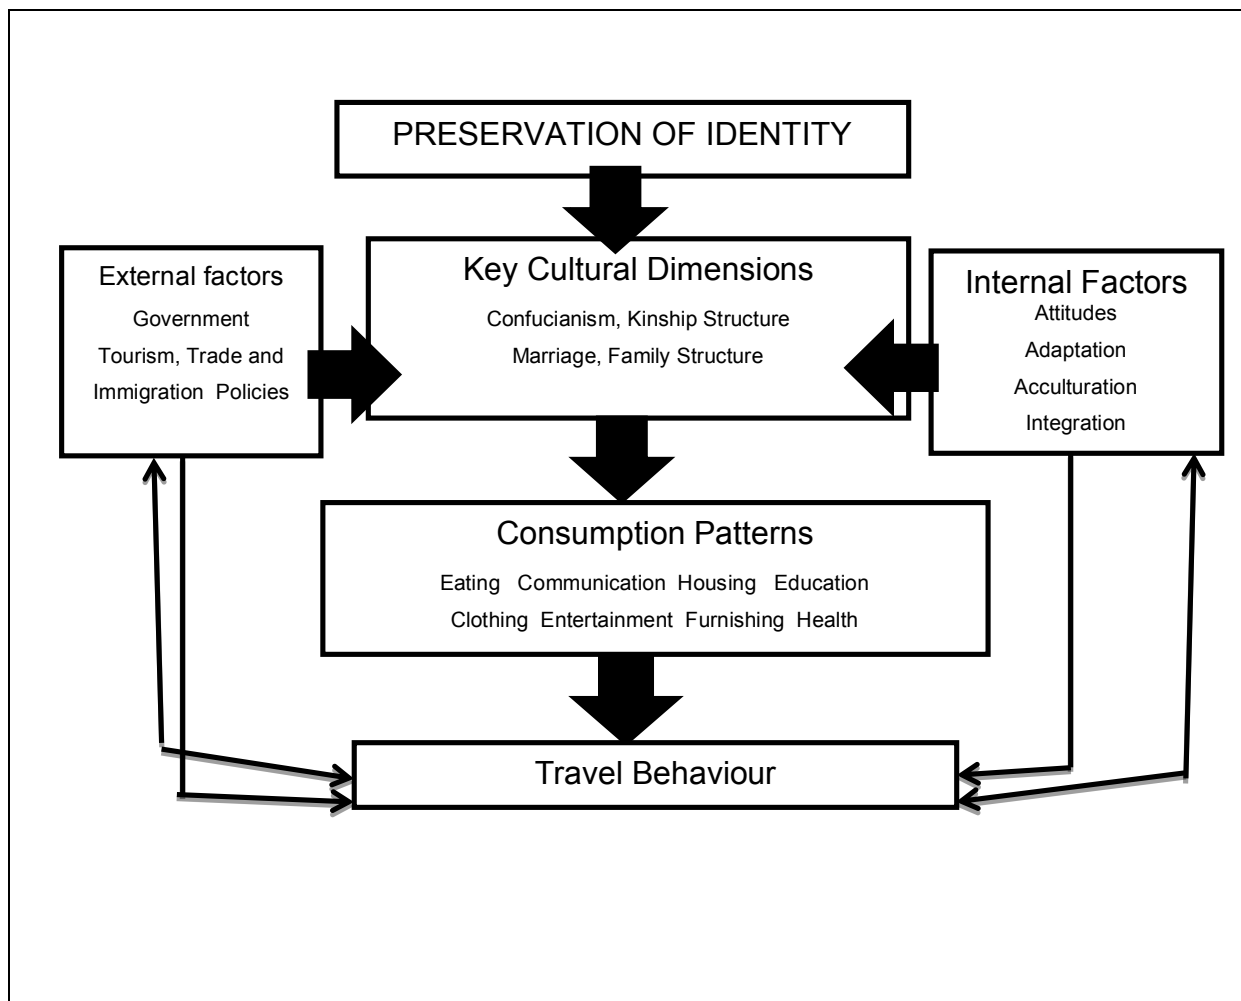 PRESERVATION OF IDENTITY
External factors
Government
Tourism, Trade and
Immigration Policies
Key Cultural Dimensions
Confucianism, Kinship Structure
Marriage, Family Structure
Internal Factors
Attitudes
Adaptation
Acculturation
Integration
Consumption Patterns
Eating Communication Housing Education
Clothing Entertainment Furnishing Health
Travel Behaviour